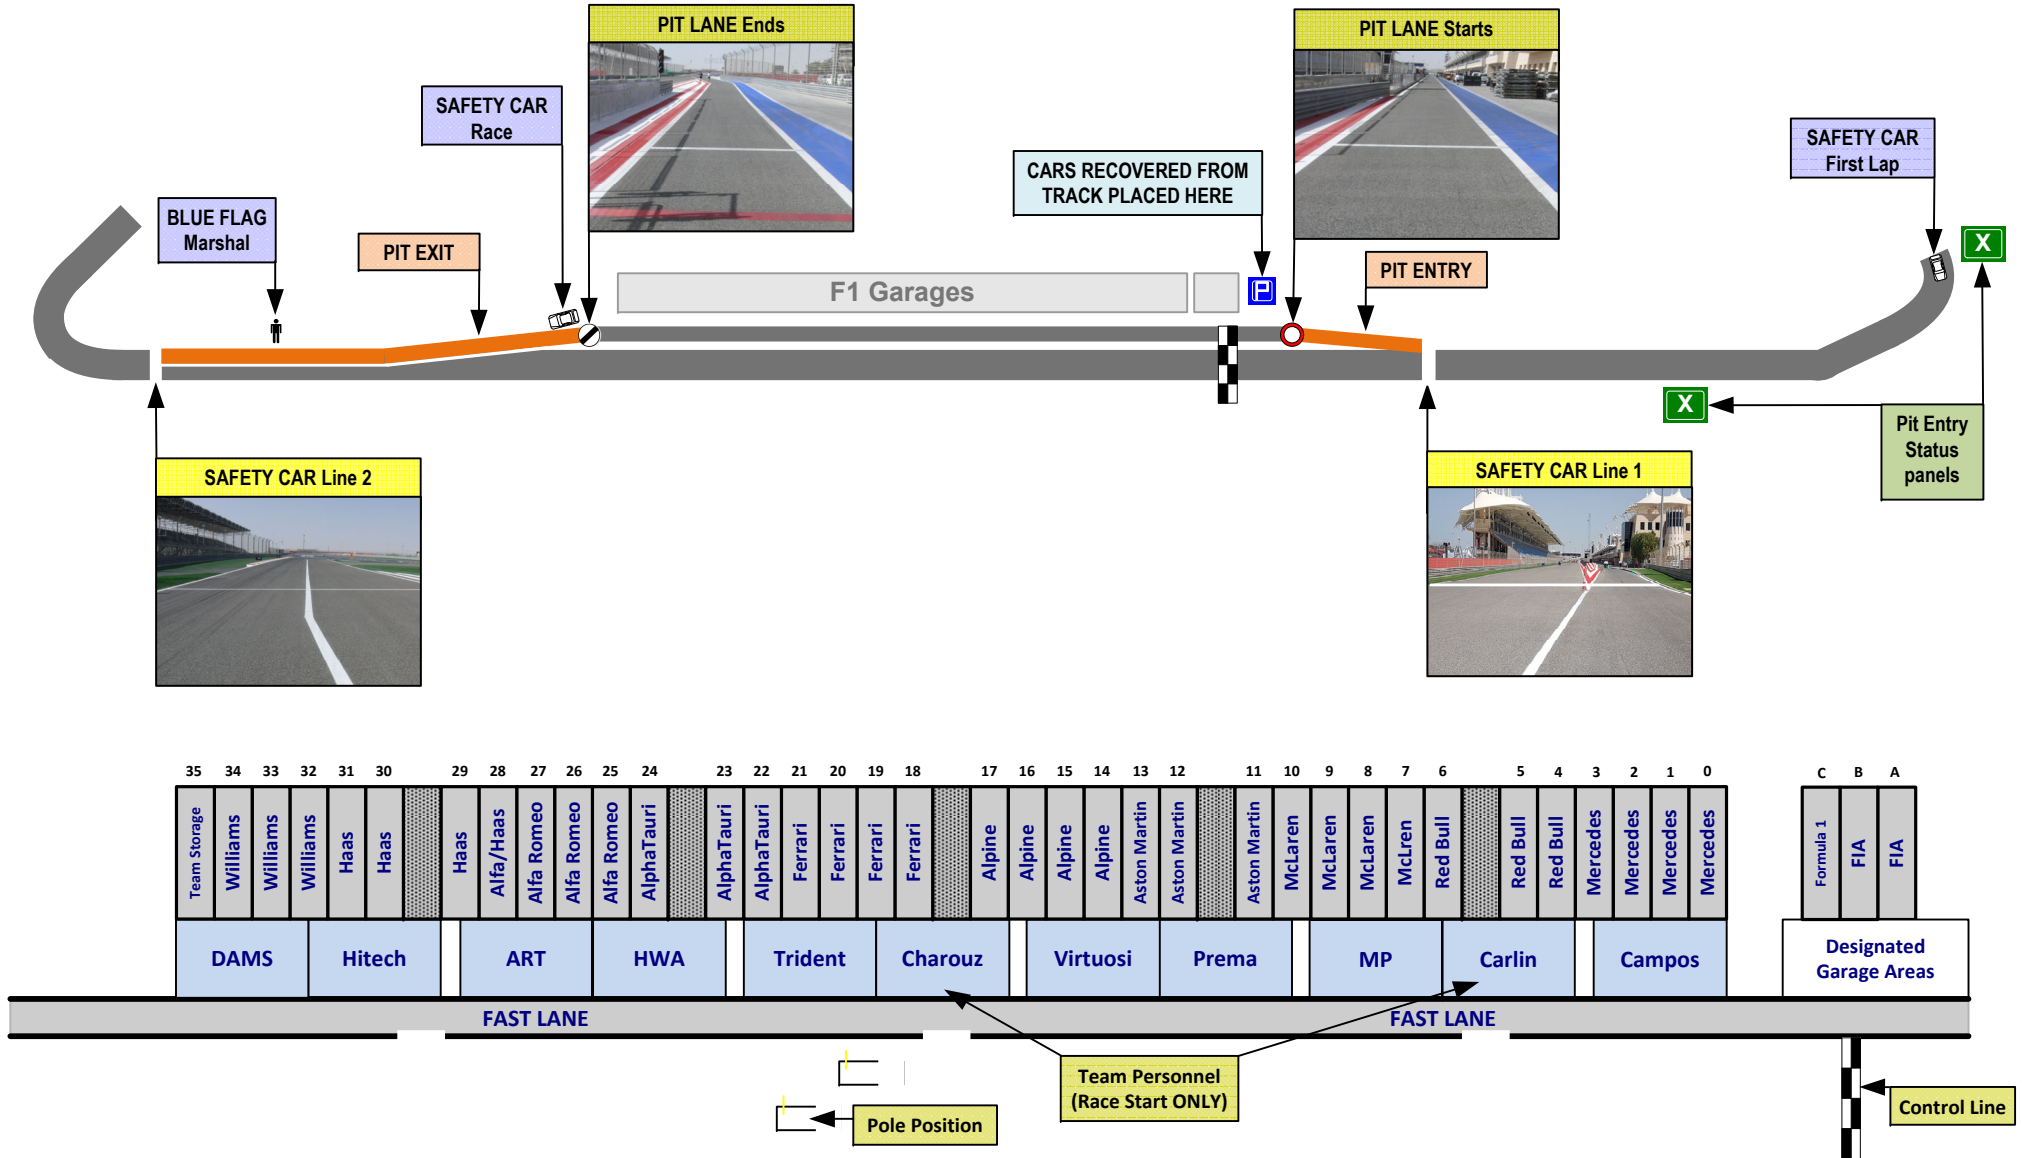 PIT LANE Ends
PIT LANE Starts
SAFETY CAR
Race
SAFETY CAR
First Lap
CARS RECOVERED FROM
TRACK PLACED HERE
BLUE FLAG
Marshal
PIT EXIT
PIT ENTRY
X
F1 Garages
P
X
Pit Entry
Status
panels
SAFETY CAR Line 2
SAFETY CAR Line 1
35 34 33 32 31 30 29 28 27 26 25 24 23 22 21 20 19 18 17 16 15 14 13 12 11 10 9 8 7 6 5 4 3 2 1 0 C B A
Team Storage
Williams
Williams
Williams
Haas
Haas
Haas
Alfa/Haas
Alfa Romeo
Alfa Romeo
Alfa Romeo
AlphaTauri
AlphaTauri
AlphaTauri
Ferrari
Ferrari
Ferrari
Ferrari
Alpine
Alpine
Alpine
Alpine
Aston Martin
Aston Martin
Aston Martin
McLaren
McLaren
McLaren
McLren
Red Bull
Red Bull
Red Bull
Mercedes
Mercedes
Mercedes
Mercedes
Formula 1
FIA
FIA
DAMS Hitech ART HWA Trident Charouz Virtuosi Prema MP Carlin Campos
Designated
Garage Areas
FAST LANE FAST LANE
Team Personnel
(Race Start ONLY)
Pole Position
Control Line